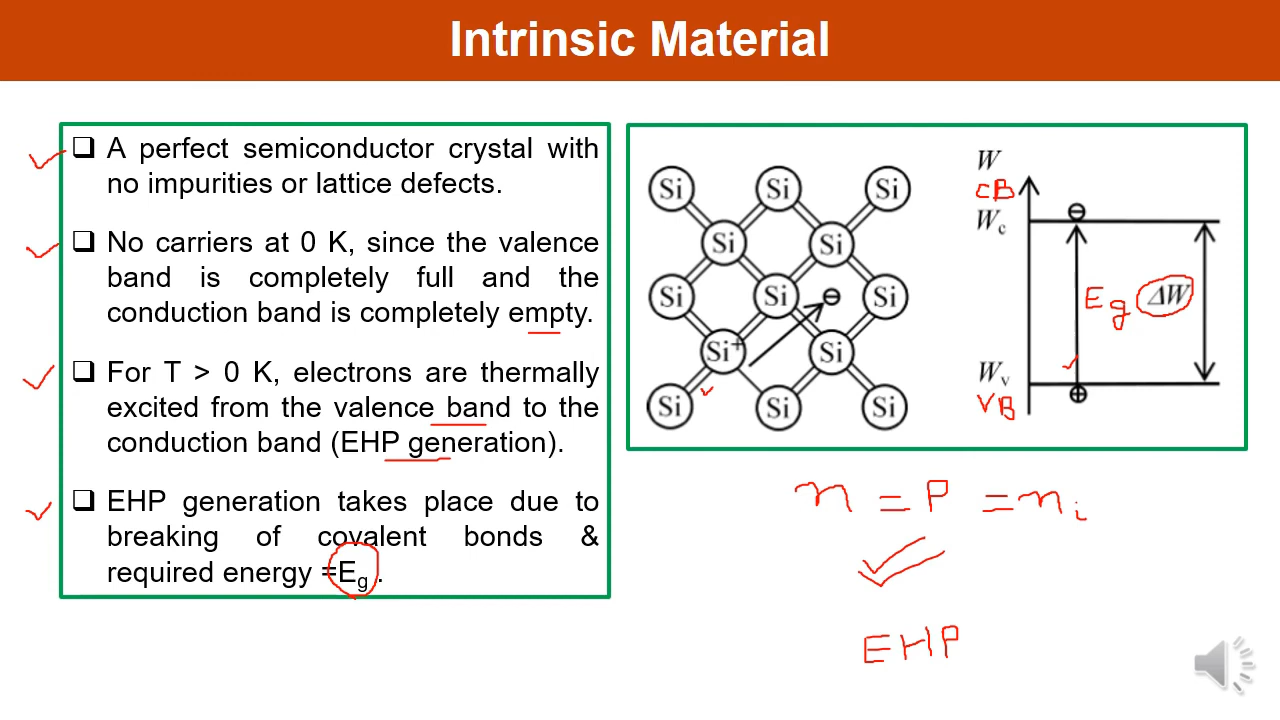 Intrinsic Material
❑ A perfect semiconductor crystal with
no impurities or lattice defects.
❑ No carriers at 0 K, since the valence
band is completely full and the
conduction band is completely empty.
❑ For T > 0 K, electrons are thermally
excited from the valence band to the
conduction band (EHP generation).
❑ EHP generation takes place due to
breaking of covalent bonds &
required energy =Eg .
Si Si Si
Si Si
Si Si ⊖ Si
Si+ Si
Si Si Si
W
CB
Wc ⊖
Eg ΔW
Wv
VB ⊕
n = P = ni
EHP